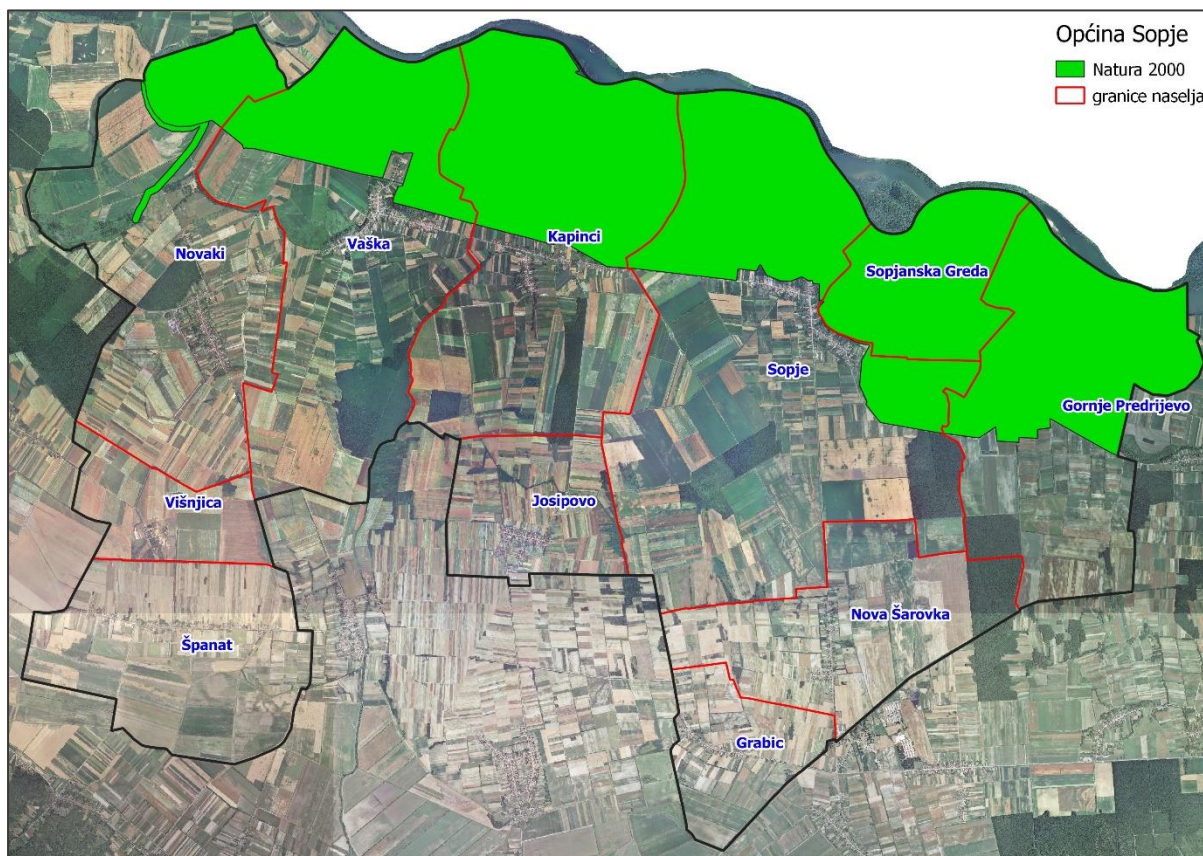 Općina Sopje
Natura 2000
granice naselja
Novaki
Vaška
Kapinci
Sopjanska Greda
Sopje
Gornje Predrijevo
Višnjica
Josipovo
Nova Šarovka
Španat
Grabic